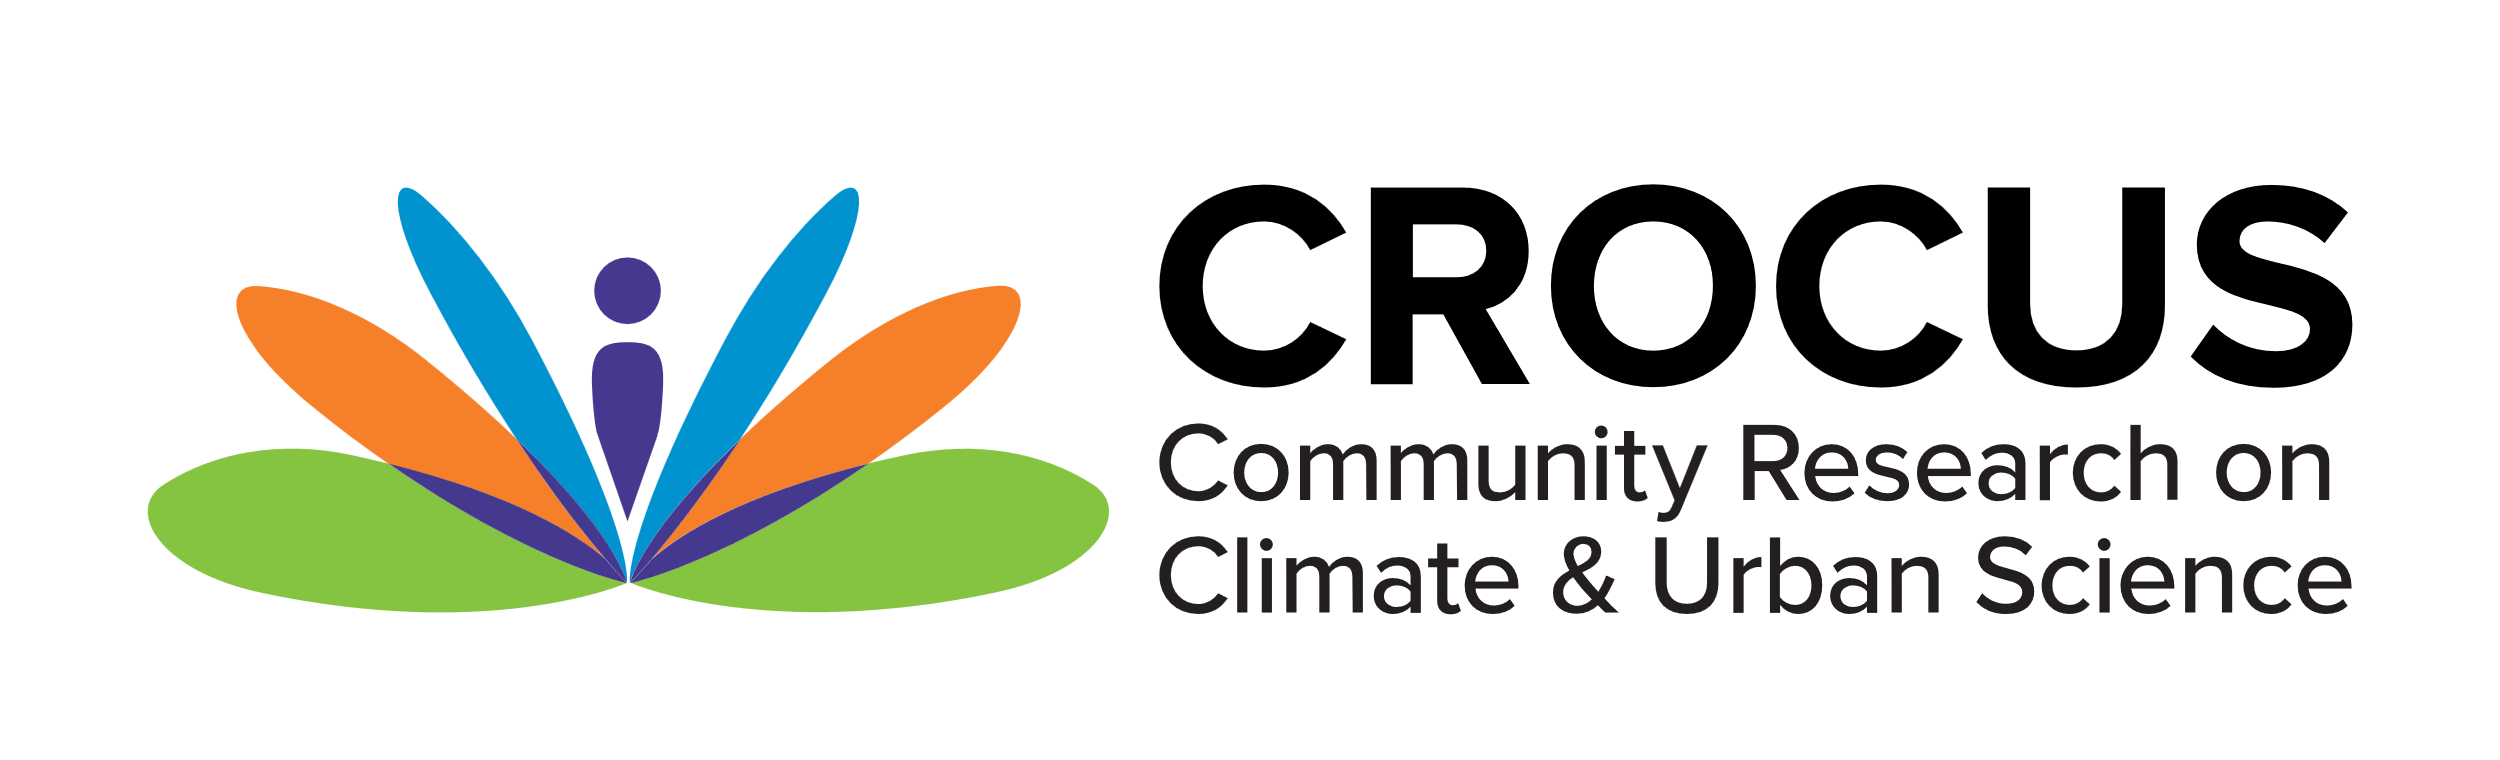 CROCUS
Community Research on
Climate & Urban Science